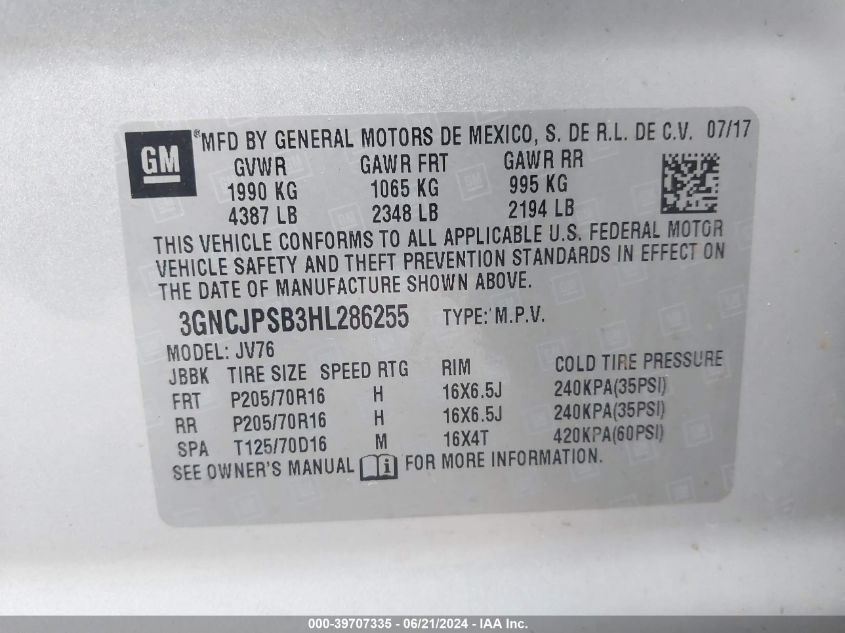 GM ®MFD BY GENERAL MOTORS DE MEXICO, S. DE R.L. DE C.V. 07/17
GVWR GAWR FRT GAWR RR
1990 KG 1065 KG 995 KG
4387 LB 2348 LB 2194 LB
THIS VEHICLE CONFORMS TO ALL APPLICABLE U.S. FEDERAL MOTOR
VEHICLE SAFETY AND THEFT PREVENTION STANDARDS IN EFFECT ON
THE DATE OF MANUFACTURE SHOWN ABOVE.
3GNCJPSB3HL286255 TYPE: M.P.V.
MODEL: JV76
JBBK TIRE SIZE SPEED RTG RIM COLD TIRE PRESSURE
FRT P205/70R16 H 16X6.5J 240KPA(35PSI)
RR P205/70R16 H 16X6.5J 240KPA(35PSI)
SPA T125/70D16 M 16X4T 420KPA(60PSI)
SEE OWNER'S MANUAL FOR MORE INFORMATION.
000-39707335 - 06/21/2024 - IAA Inc.